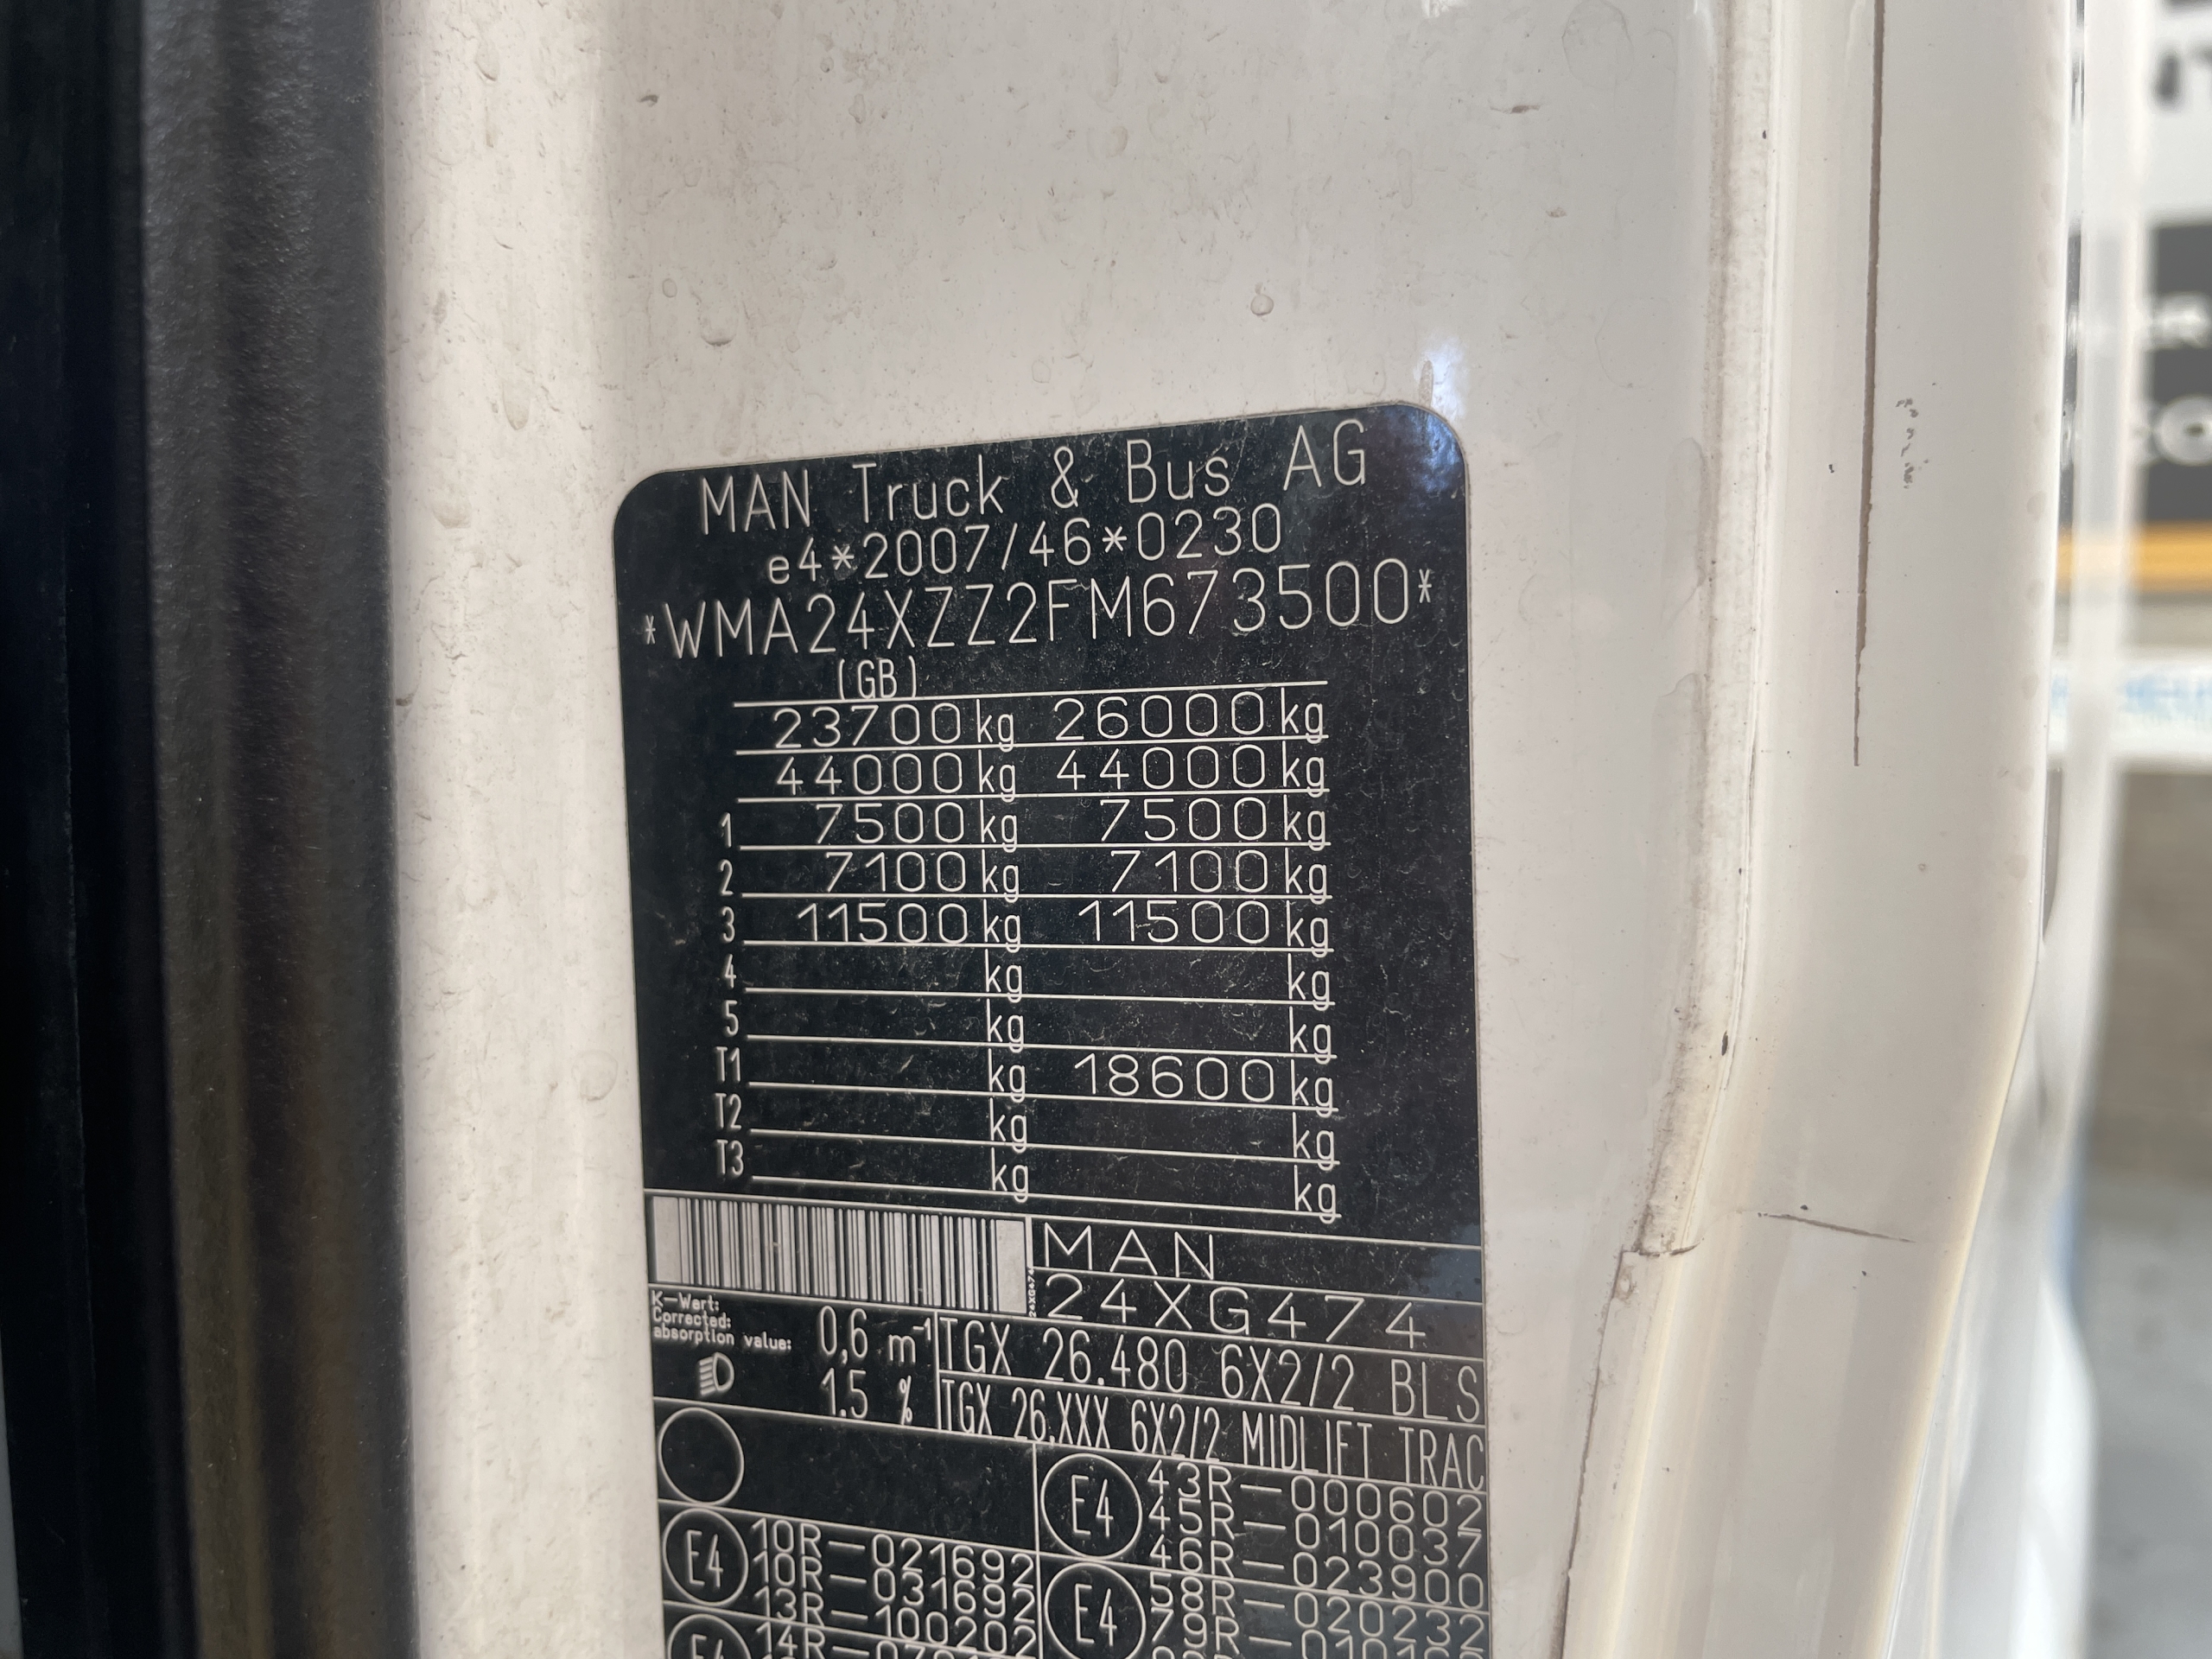 MAN Truck & Bus AG
e4*2007/46*0230
*WMA24XZZ2FM673500*
(GB)
23700kg 26000kg
44000kg 44000kg
1 7500kg 7500kg
2 7100kg 7100kg
3 11500kg 11500kg
4 kg kg
5 kg kg
T1 kg 18600kg
T2 kg kg
T3 kg kg
MAN
24XG474
24XG474
K-Wert:
Corrected:
absorption value: 0,6 m-1
1.5 %
TGX 26.480 6X2/2 BLS
TGX 26.XXX 6X2/2 MIDLIFT TRAC
E4 10R-021692
10R-031692
13R-100202
E4 14R-
E4 43R-000602
45R-010037
46R-023900
E4 58R-020232
79R-